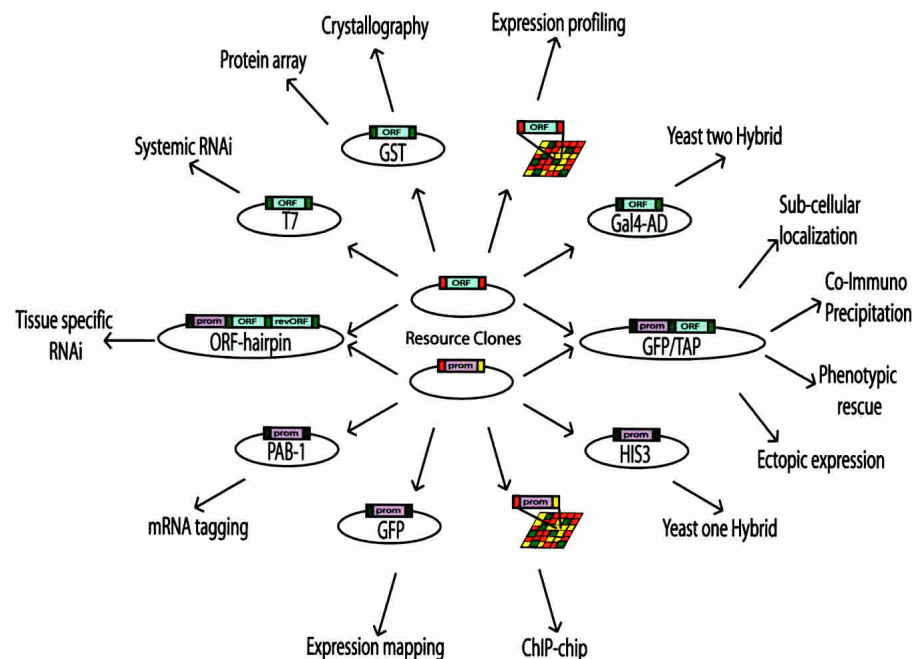 Crystallography
Expression profiling
Protein array
ORF
GST
ORF
Systemic RNAi
Yeast two Hybrid
ORF
T7
ORF
Gal4-AD
Sub-cellular
localization
ORF
Co-Immuno
Precipitation
Tissue specific
RNAi
prom ORF revORF
ORF-hairpin
Resource Clones
prom ORF
GFP/TAP
prom
Phenotypic
rescue
prom
PAB-1
prom
HIS3
Ectopic expression
mRNA tagging
prom
GFP
prom
Yeast one Hybrid
Expression mapping
ChIP-chip